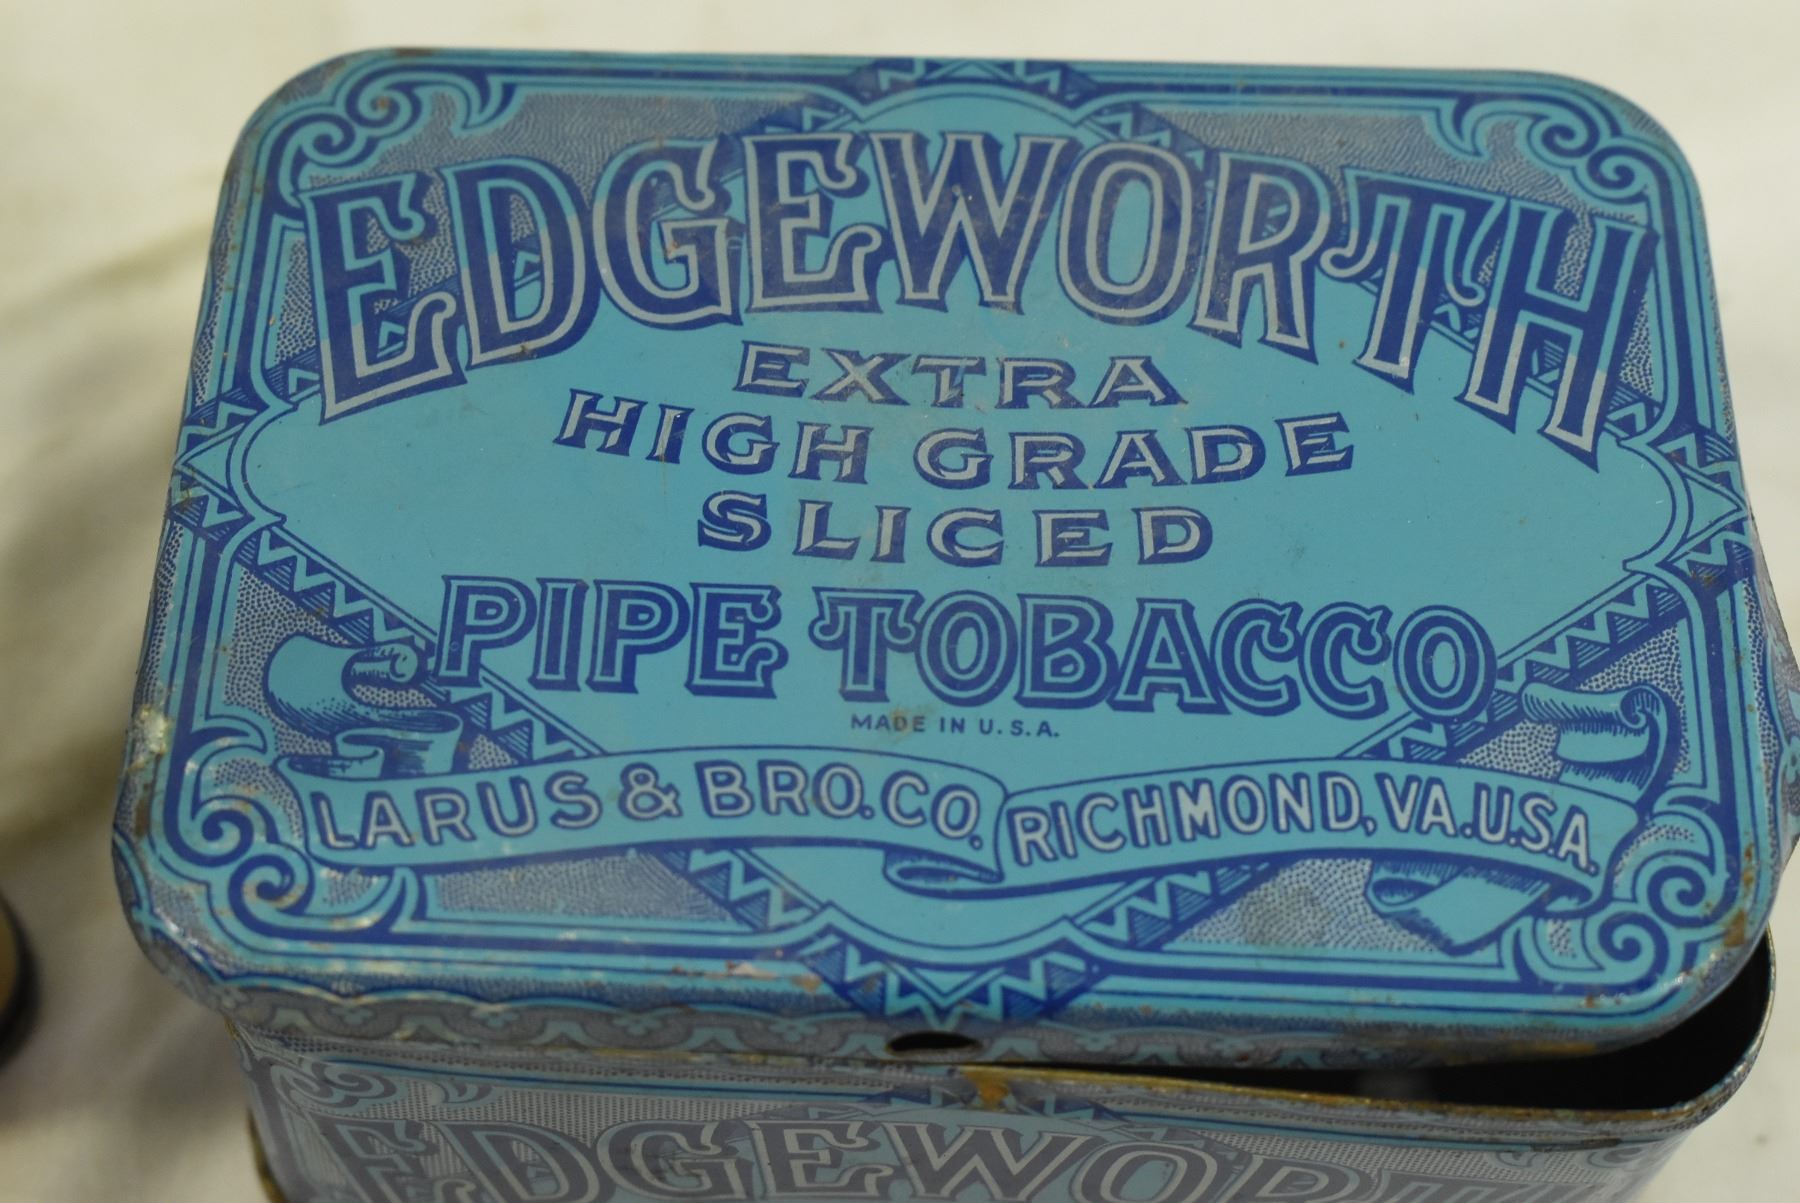 EDGEWORTH
EXTRA
HIGH GRADE
SLICED
PIPE TOBACCO
MADE IN U.S.A.
LARUS & BRO. CO. RICHMOND, VA. U.S.A.
EDGEWORTH